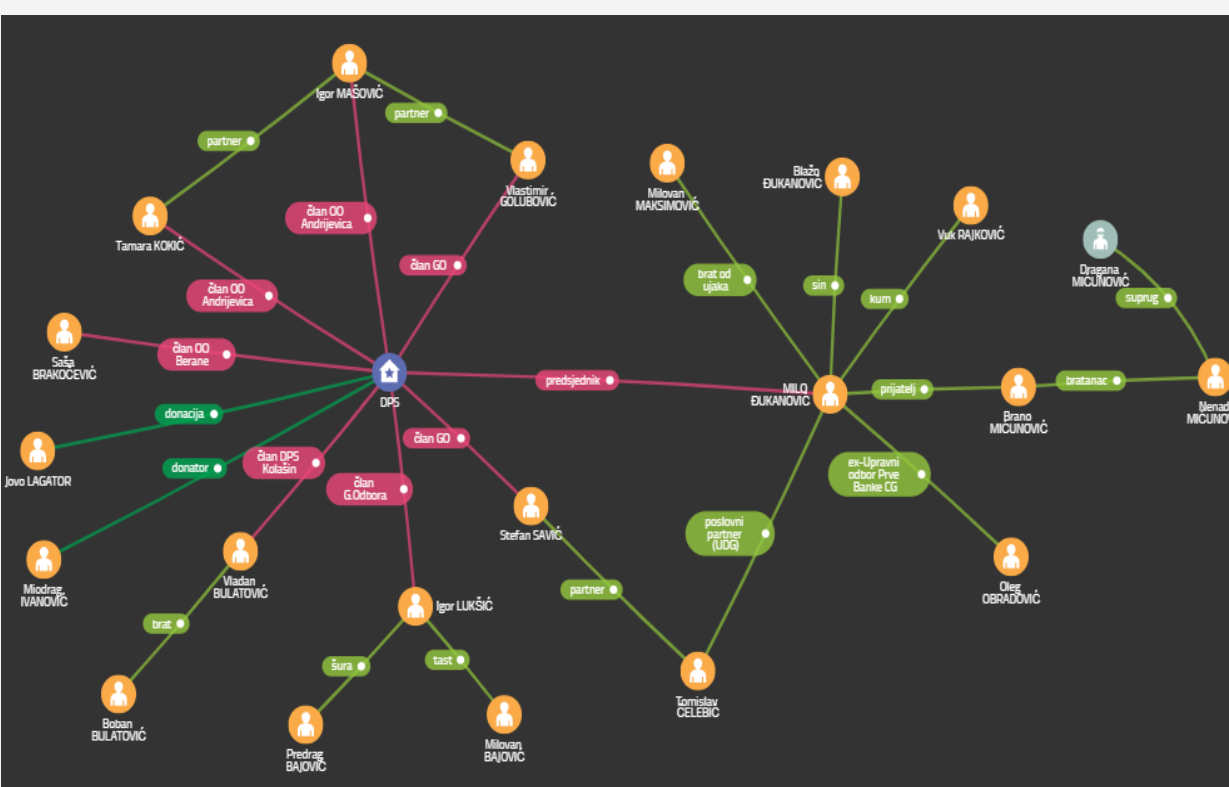 Igor MAŠOVIĆ
partner
partner
Vlastimir
GOLUBOVIĆ
Tamara KOKIĆ
član OO
Andrijevica
član GO
član OO
Andrijevica
Milovan
MAKSIMOVIĆ
Blažo
ĐUKANOVIĆ
Vuk RAJKOVIĆ
Dragana
MIĆUNOVIĆ
brat od
ujaka
sin
kum
suprug
Saša
BRAKOČEVIĆ
član OO
Berane
DPS
predsjednik
MILO
ĐUKANOVIĆ
prijatelj
Brano
MIĆUNOVIĆ
bratanac
Nenad
MIĆUNO
donacija
Jovo LAGATOR
donator
član DPS
Kolašin
član GO
član
G.Odbora
ex-Upravni
odbor Prve
Banke CG
Stefan SAVIĆ
poslovni
partner
(UDG)
Miodrag
IVANOVIĆ
Vladan
BULATOVIĆ
Igor LUKŠIĆ
partner
Oleg
OBRADOVIĆ
brat
šura
tast
Tomislav
ČELEBIĆ
Boban
BULATOVIĆ
Predrag
BAJOVIĆ
Milovan
BAJOVIĆ